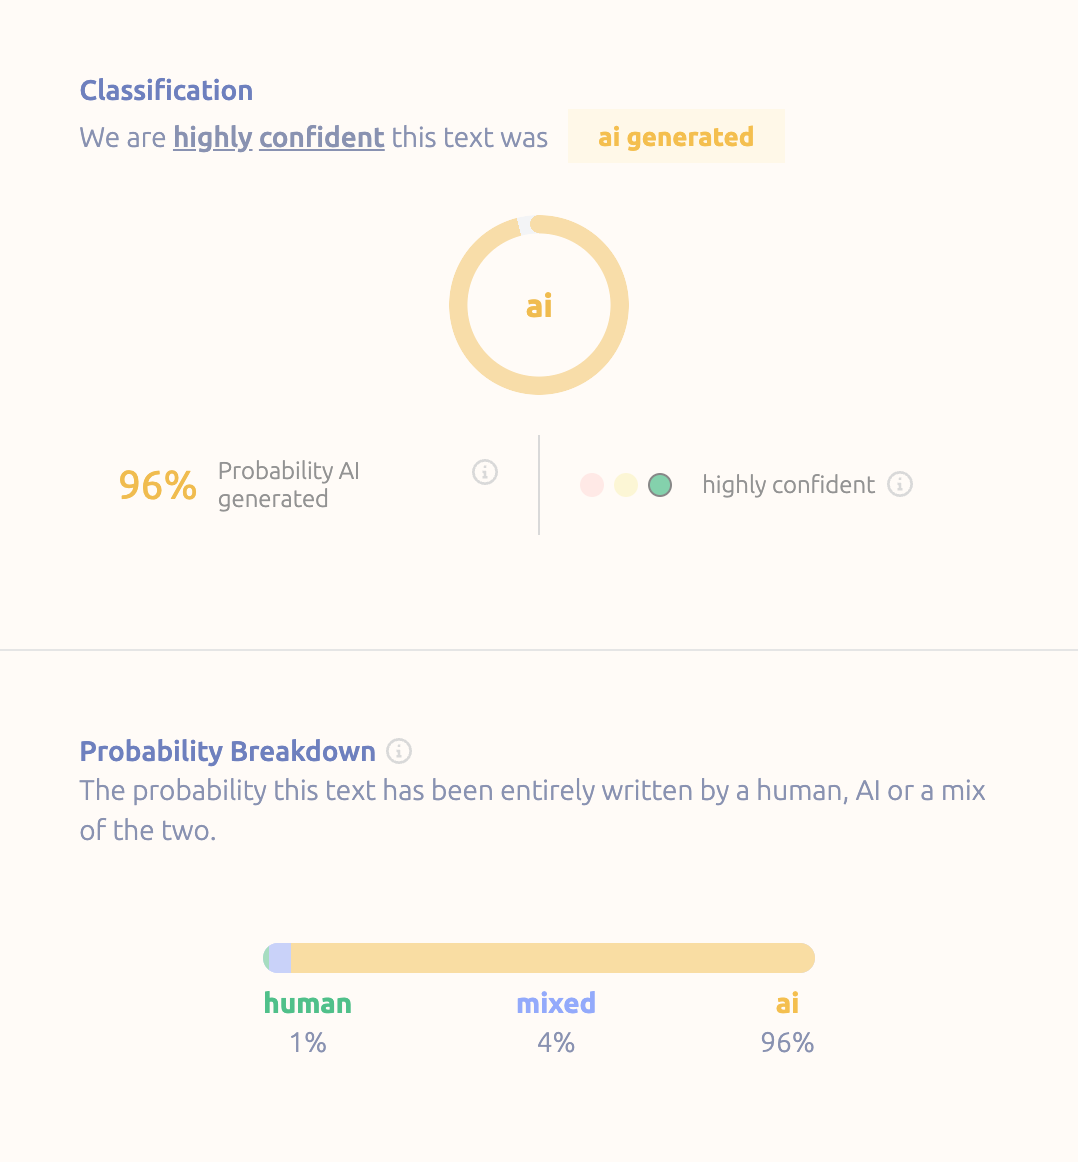 Classification
We are highly confident this text was ai generated
ai
96% Probability AI
generated
highly confident
Probability Breakdown
The probability this text has been entirely written by a human, AI or a mix
of the two.
human mixed ai
1% 4% 96%